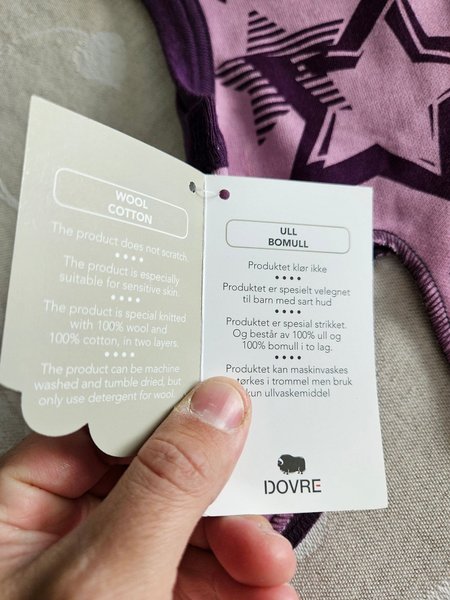 WOOL
COTTON
The product does not scratch.
The product is especially
suitable for sensitive skin.
The product is special knitted
with 100% wool and
100% cotton, in two layers.
The product can be machine
washed and tumble dried, but
only use detergent for wool.
ULL
BOMULL
Produktet klør ikke
Produktet er spesielt velegnet
til barn med sart hud
Produktet er spesial strikket.
Og består av 100% ull og
100% bomull i to lag.
Produktet kan maskinvaskes
tørkes i trommel men bruk
kun ullvaskemiddel
DOVRE